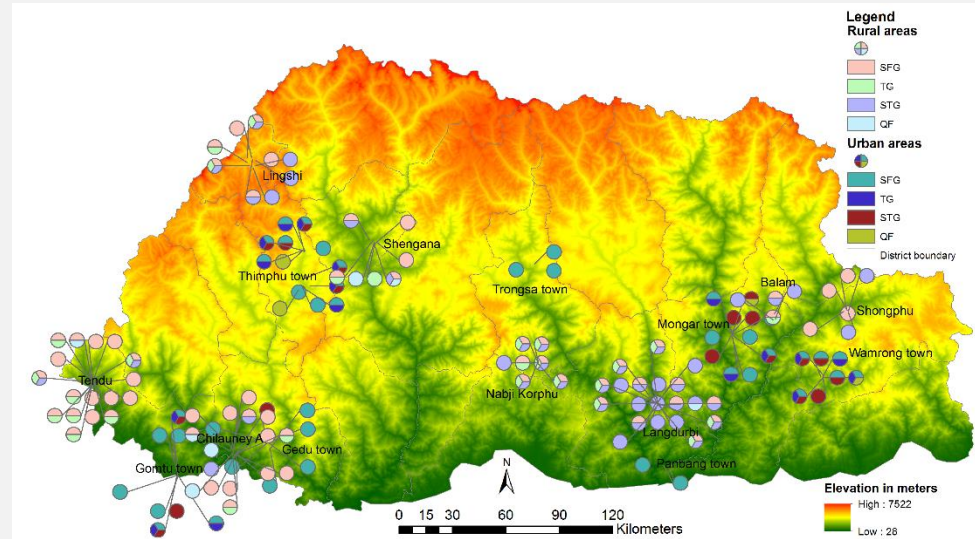 Legend
Rural areas
SFG
TG
STG
QF
Urban areas
SFG
TG
STG
QF
District boundary
Lingshi
Shengana
Thimphu town
Trongsa town
Balam
Shongphu
Mongar town
Wamrong town
Tendu
Nabji Korphu
Chilauney A
Langdurbi
Gedu town
Gomtu town
Panbang town
N
0 15 30 60 90 120
Kilometers
Elevation in meters
High : 7522
Low : 28